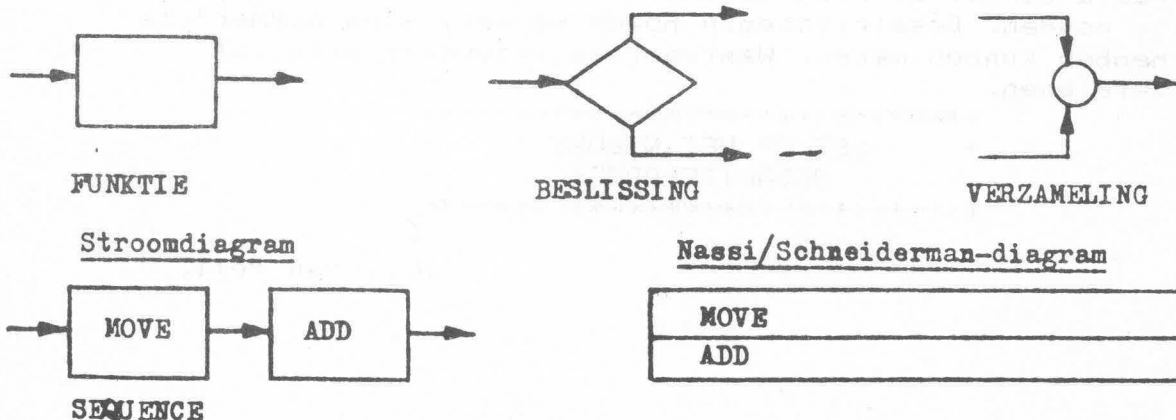 FUNKTIE
BESLISSING
VERZAMELING
Stroomdiagram
Nassi/Schneiderman-diagram
MOVE
ADD
MOVE
ADD
SEQUENCE